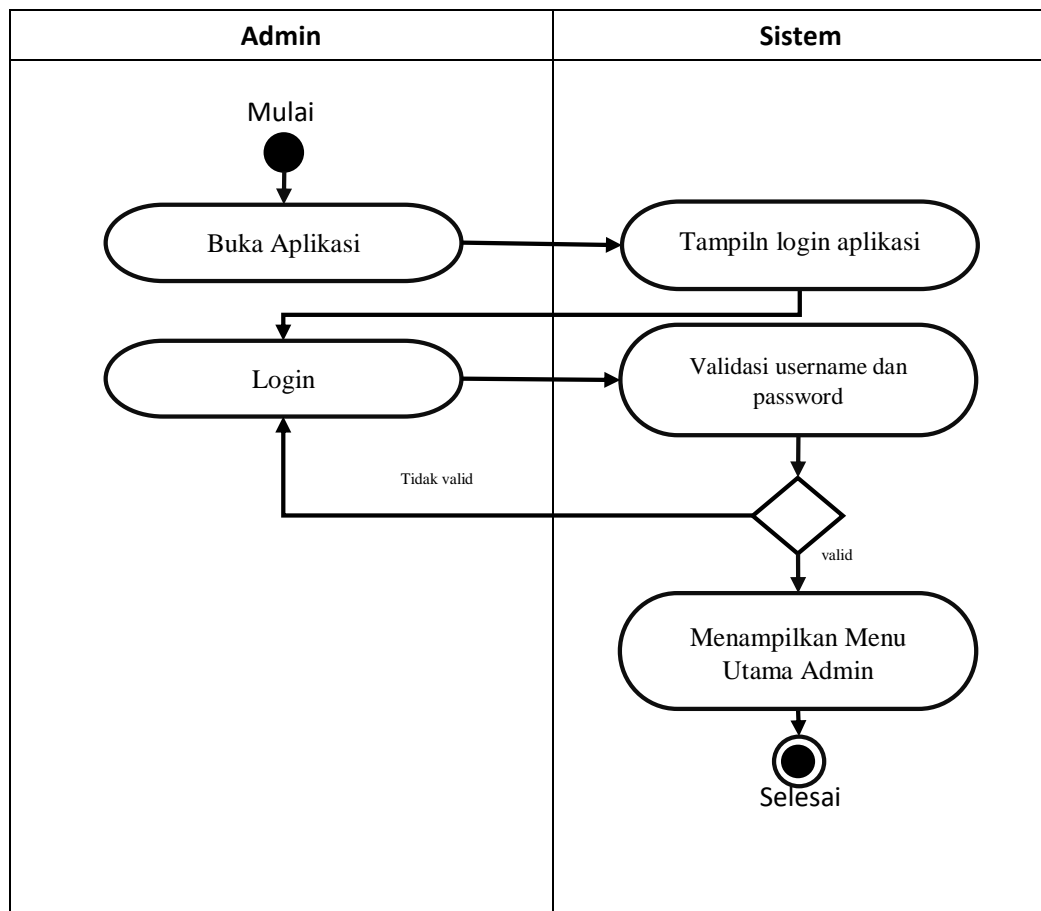 Admin
Sistem
Mulai
Buka Aplikasi
Tampiln login aplikasi
Login
Validasi username dan
password
Tidak valid
valid
Menampilkan Menu
Utama Admin
Selesai